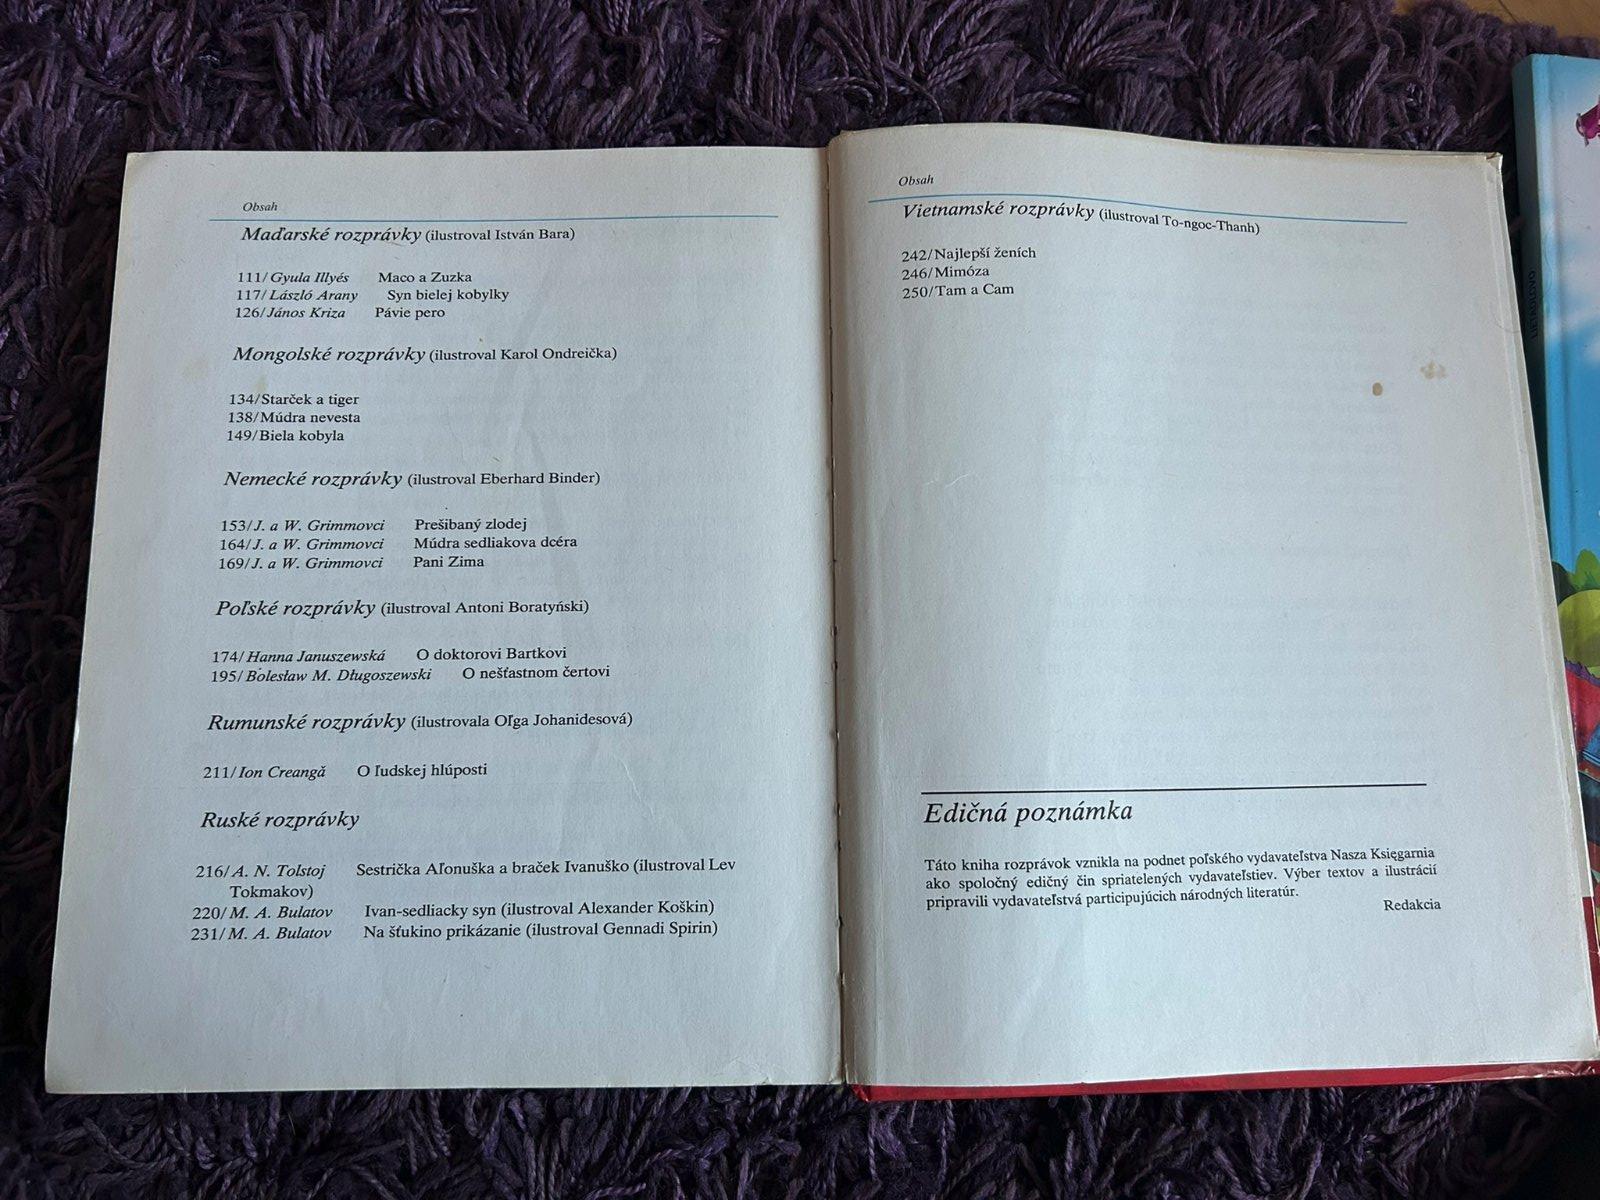 Obsah
Maďarské rozprávky (ilustroval István Bara)
111/Gyula Illyés Maco a Zuzka
117/László Arany Syn bielej kobylky
126/János Kriza Pávie pero
Mongolské rozprávky (ilustroval Karol Ondreička)
134/Starček a tiger
138/Múdra nevesta
149/Biela kobyla
Nemecké rozprávky (ilustroval Eberhard Binder)
153/J. a W. Grimmovci Prešibaný zlodej
164/J. a W. Grimmovci Múdra sedliakova dcéra
169/J. a W. Grimmovci Pani Zima
Poľské rozprávky (ilustroval Antoni Boratyński)
174/Hanna Januszewská O doktorovi Bartkovi
195/Bolesław M. Długoszewski O nešťastnom čertovi
Rumunské rozprávky (ilustrovala Oľga Johanidesová)
211/Ion Creangǎ O ľudskej hlúposti
Ruské rozprávky
216/A. N. Tolstoj Sestrička Aľonuška a braček Ivanuško (ilustroval Lev
Tokmakov)
220/M. A. Bulatov Ivan-sedliacky syn (ilustroval Alexander Koškin)
231/M. A. Bulatov Na šťukino prikázanie (ilustroval Gennadi Spirin)
Obsah
Vietnamské rozprávky (ilustroval To-ngoc-Thanh)
242/Najlepší ženích
246/Mimóza
250/Tam a Cam
Edičná poznámka
Táto kniha rozprávok vznikla na podnet poľského vydavateľstva Nasza Księgarnia
ako spoločný edičný čin spriatelených vydavateľstiev. Výber textov a ilustrácií
pripravili vydavateľstvá participujúcich národných literatúr.
Redakcia